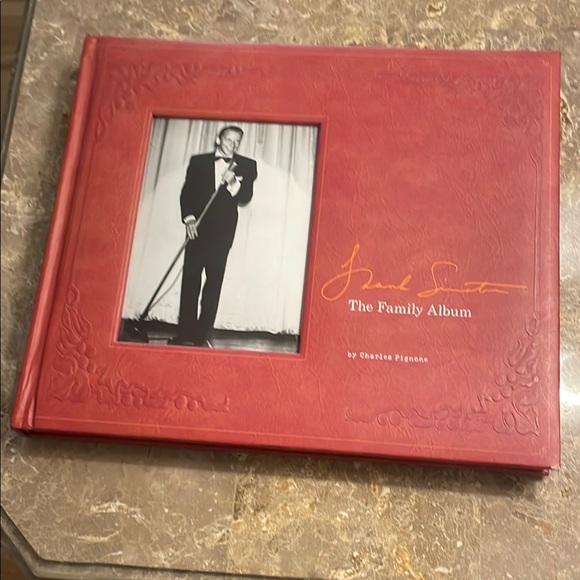 Frank Sinatra
The Family Album
by Charles Pignone